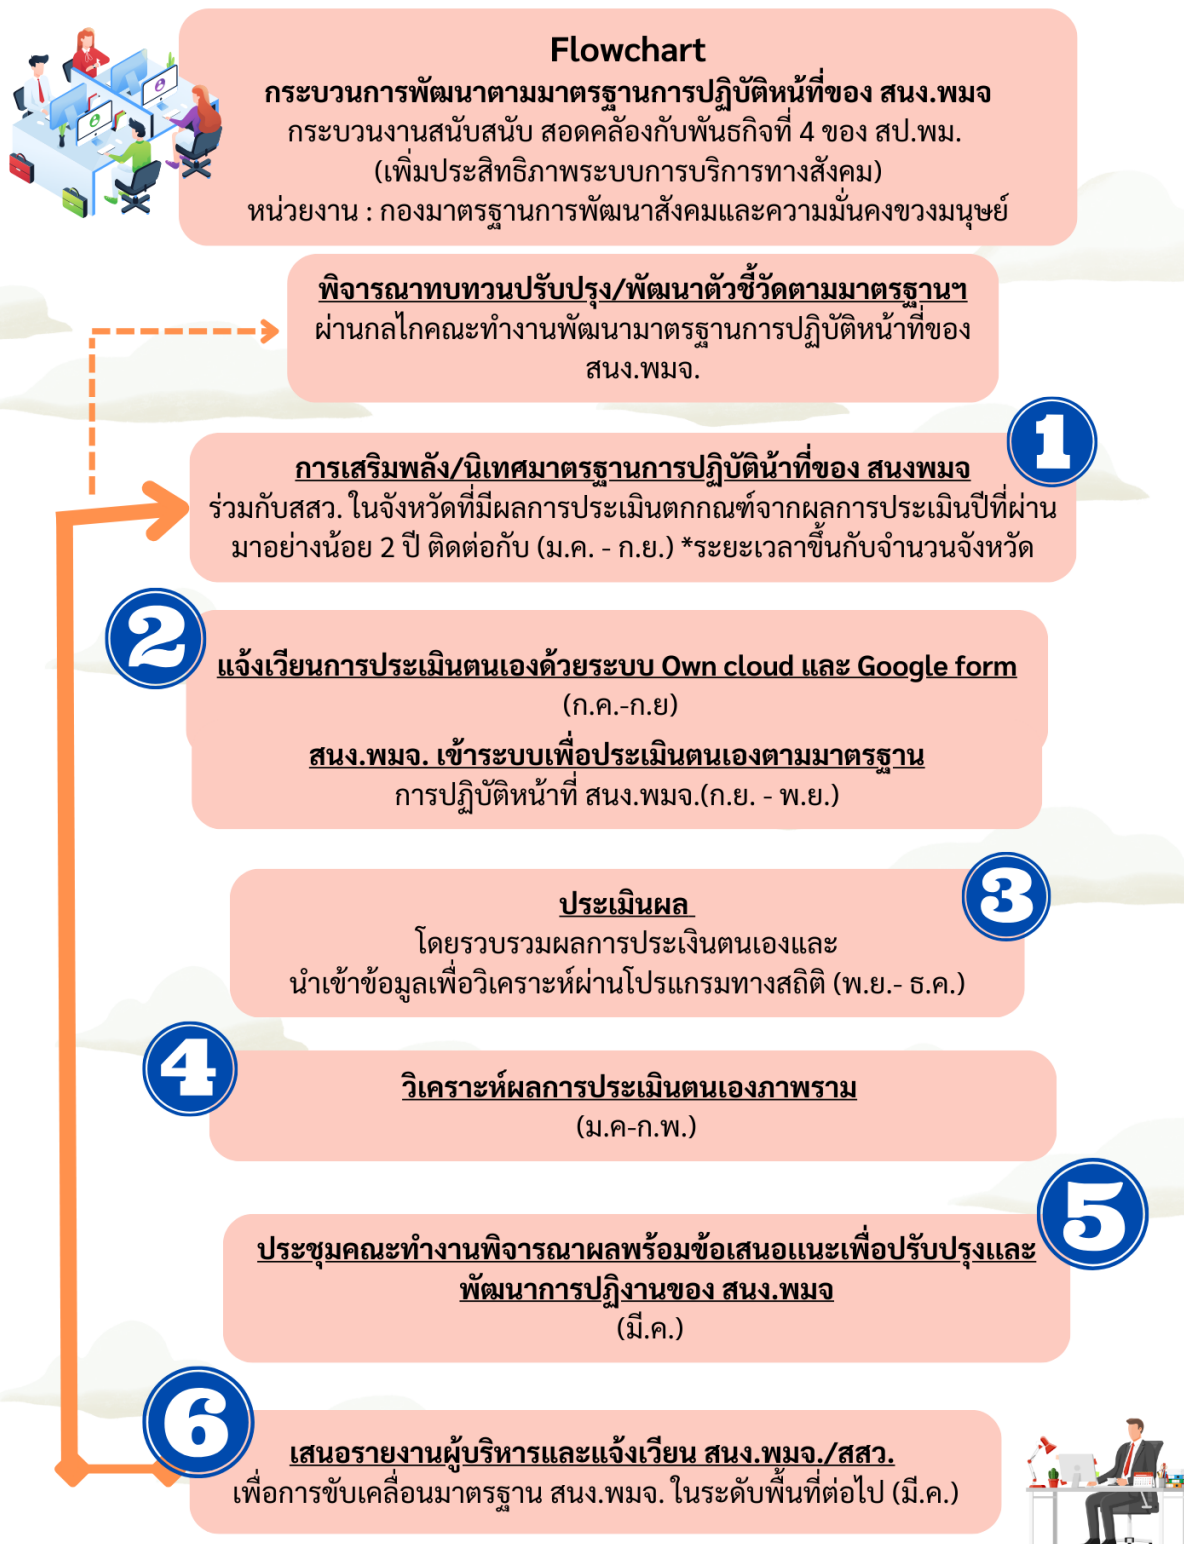 Flowchart
กระบวนการพัฒนาตามมาตรฐานการปฏิบัติหน้ที่ของ สนง.พมจ
กระบวนงานสนับสนับ สอดคล้องกับพันธกิจที่ 4 ของ สป.พม.
(เพิ่มประสิทธิภาพระบบการบริการทางสังคม)
หน่วยงาน : กองมาตรฐานการพัฒนาสังคมและความมั่นคงขวงมนุษย์
พิจารณาทบทวนปรับปรุง/พัฒนาตัวชี้วัดตามมาตรฐานฯ
ผ่านกลไกคณะทำงานพัฒนามาตรฐานการปฏิบัติหน้าที่ของ
สนง.พมจ.
1
การเสริมพลัง/นิเทศมาตรฐานการปฏิบัติน้าที่ของ สนงพมจ
ร่วมกับสสว. ในจังหวัดที่มีผลการประเมินตกกณฑ์จากผลการประเมินปีที่ผ่าน
มาอย่างน้อย 2 ปี ติดต่อกับ (ม.ค. - ก.ย.) *ระยะเวลาขึ้นกับจำนวนจังหวัด
2
แจ้งเวียนการประเมินตนเองด้วยระบบ Own cloud และ Google form
(ก.ค.-ก.ย)
สนง.พมจ. เข้าระบบเพื่อประเมินตนเองตามมาตรฐาน
การปฏิบัติหน้าที่ สนง.พมจ.(ก.ย. - พ.ย.)
3
ประเมินผล
โดยรวบรวมผลการประเงินตนเองและ
นำเข้าข้อมูลเพื่อวิเคราะห์ผ่านโปรแกรมทางสถิติ (พ.ย.- ธ.ค.)
4
วิเคราะห์ผลการประเมินตนเองภาพราม
(ม.ค-ก.พ.)
5
ประชุมคณะทำงานพิจารณาผลพร้อมข้อเสนอแนะเพื่อปรับปรุงและ
พัฒนาการปฏิงานของ สนง.พมจ
(มี.ค.)
6
เสนอรายงานผู้บริหารและแจ้งเวียน สนง.พมจ./สสว.
เพื่อการขับเคลื่อนมาตรฐาน สนง.พมจ. ในระดับพื้นที่ต่อไป (มี.ค.)